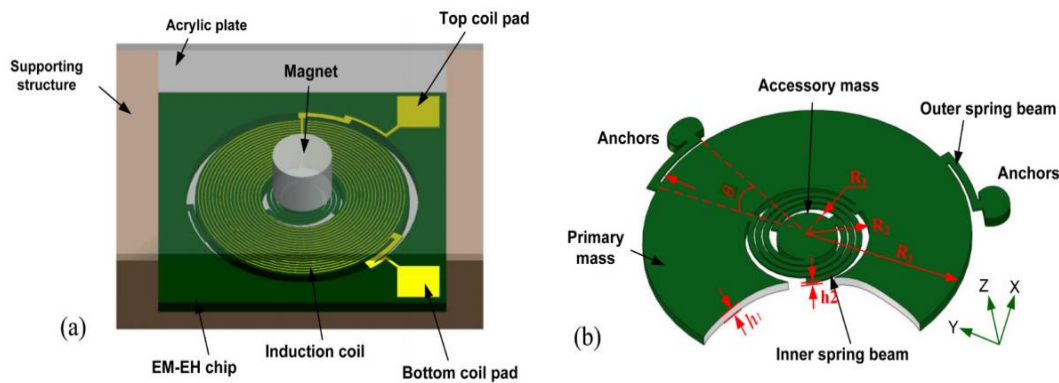 Acrylic plate
Top coil pad
Supporting
structure
Magnet
(a)
EM-EH chip
Induction coil
Bottom coil pad
Accessory mass
Outer spring beam
Anchors
Anchors
θ
R₁
R₂
R₃
Primary
mass
h₁
h2
Inner spring beam
(b)
Z
X
Y